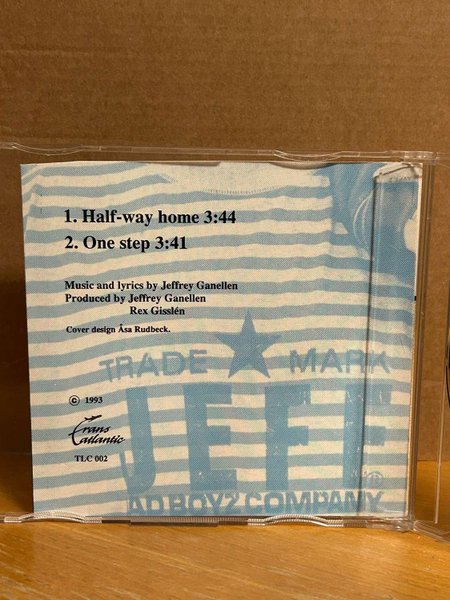 1. Half-way home 3:44
2. One step 3:41
Music and lyrics by Jeffrey Ganellen
Produced by Jeffrey Ganellen
Rex Gisslén
Cover design Åsa Rudbeck.
TRADE ★ MARK
© 1993
Trans
atlantic
TLC 002
JEFF
ADBOYZ COMPANY